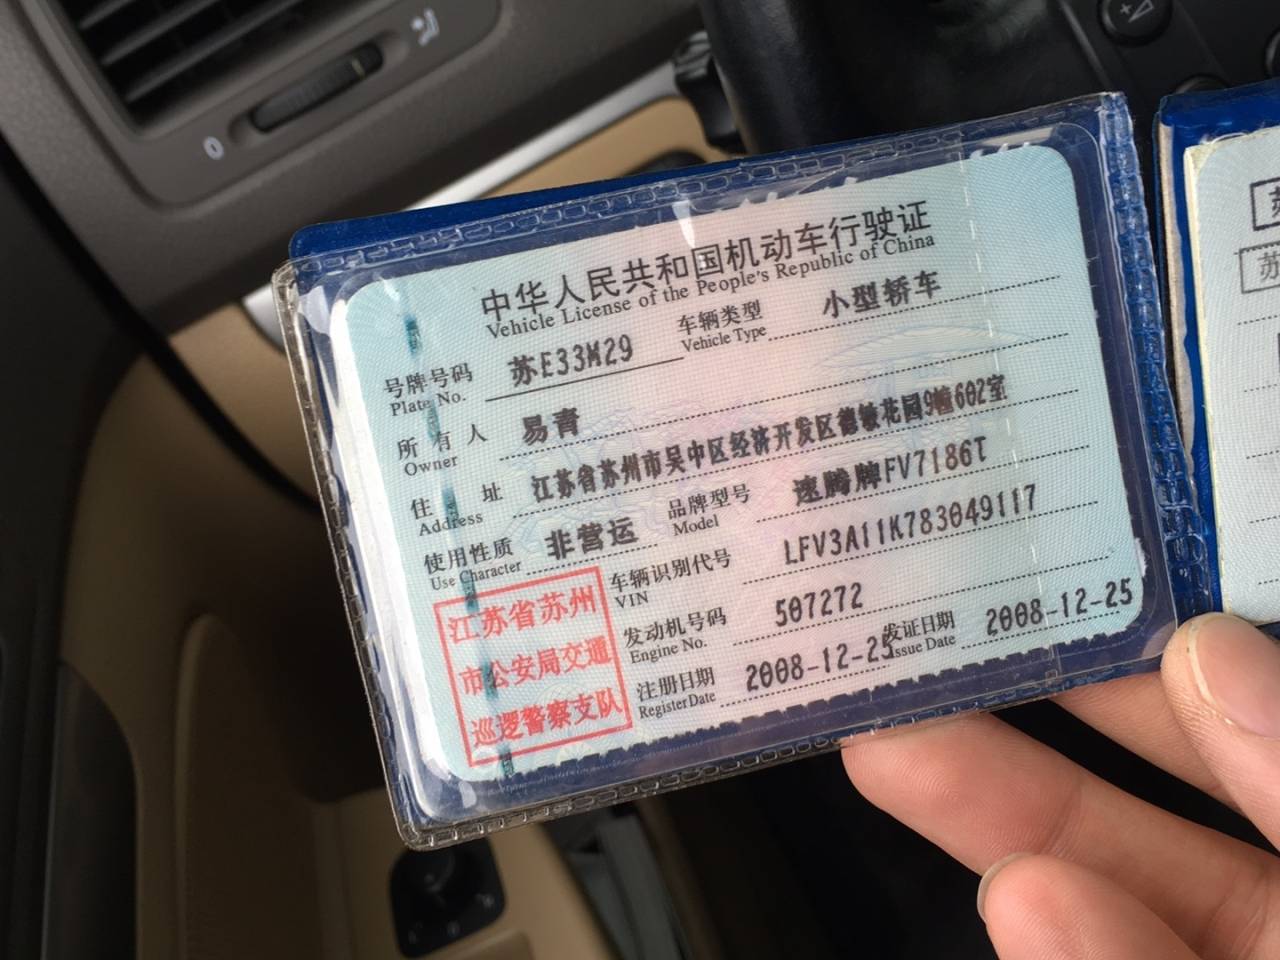 中华人民共和国机动车行驶证
Vehicle License of the People's Republic of China
号牌号码 苏E33M29 车辆类型 小型轿车
Plate No. Vehicle Type
所有人 易青
Owner
住址 江苏省苏州市吴中区经济开发区德敏花园9幢602室
Address
使用性质 非营运 品牌型号 速腾牌FV7186T
Use Character Model
车辆识别代号 LFV3A11K783049117
VIN
发动机号码 507272
Engine No.
注册日期 2008-12-25 发证日期 2008-12-25
Register Date Issue Date
江苏省苏州
市公安局交通
巡逻警察支队
0
苏